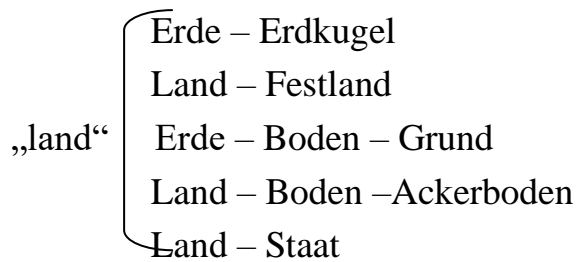 Erde – Erdkugel
Land – Festland
„land“ Erde – Boden – Grund
Land – Boden –Ackerboden
Land – Staat